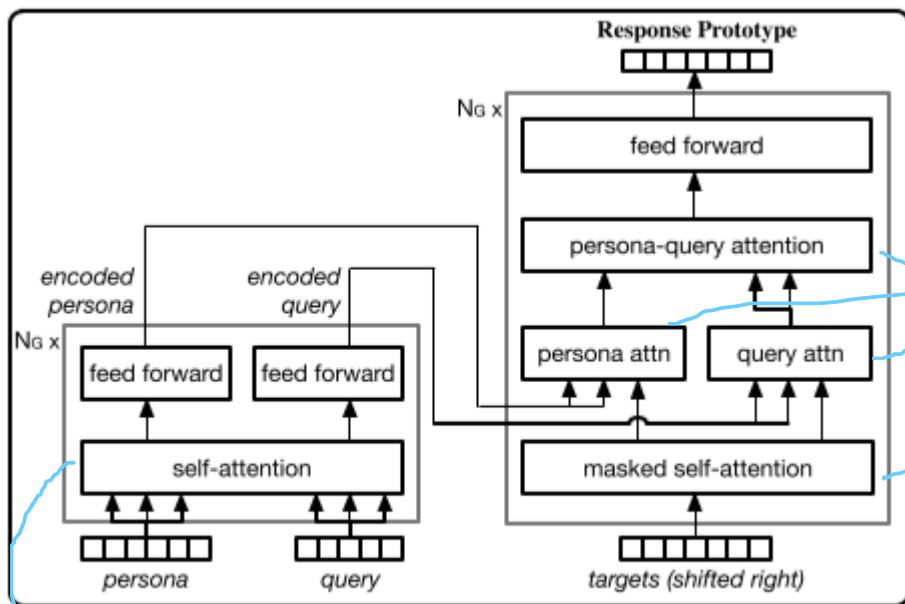 Response Prototype
NG x
feed forward
persona-query attention
encoded
persona
encoded
query
NG x
feed forward
feed forward
persona attn
query attn
self-attention
masked self-attention
persona
query
targets (shifted right)